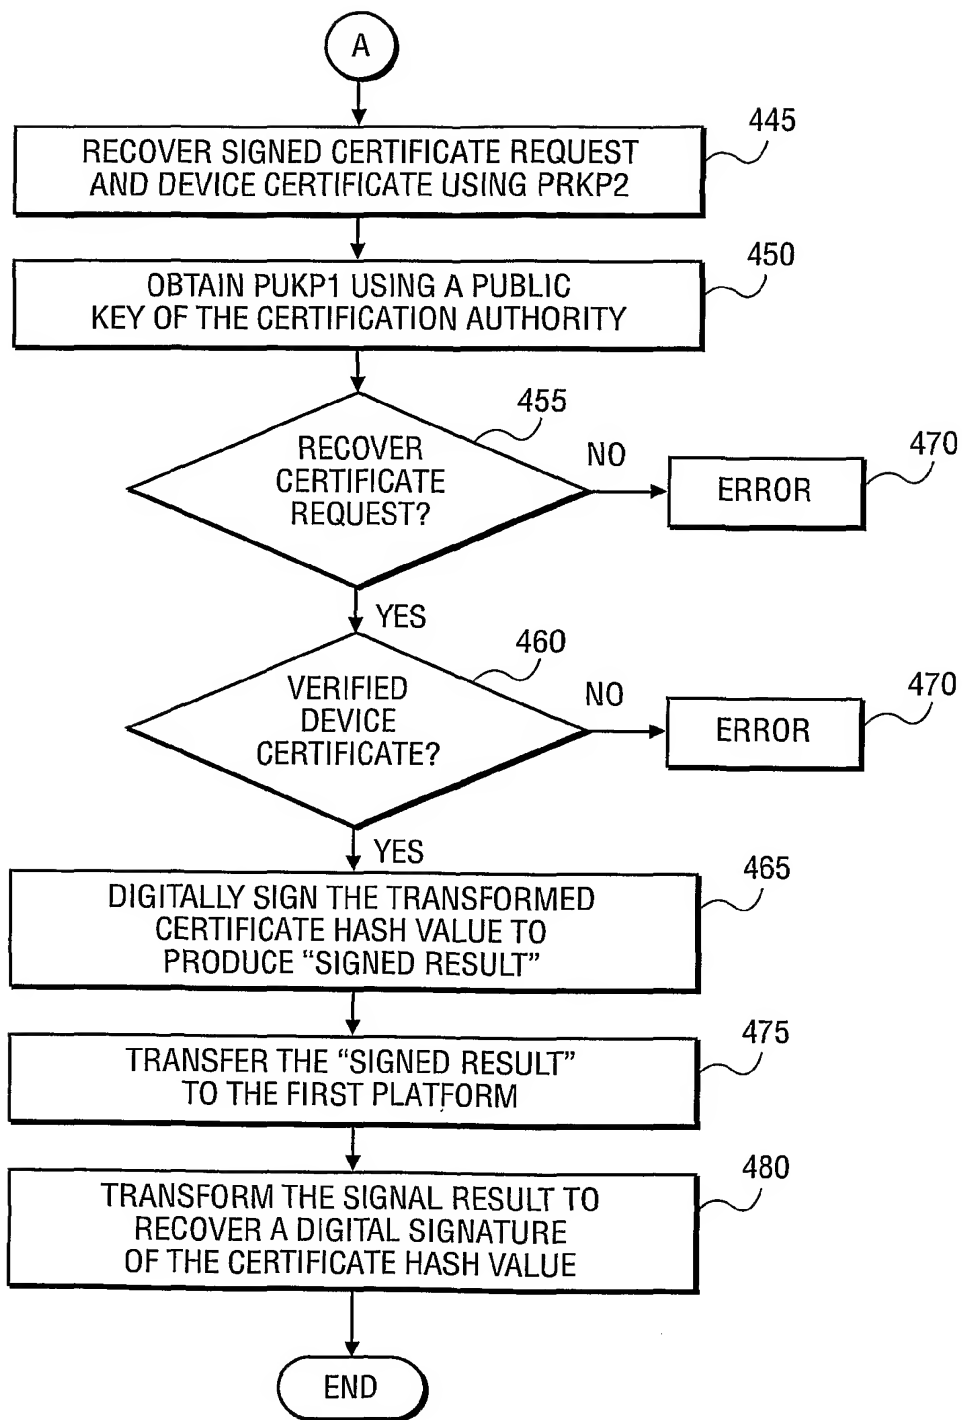 A
445
RECOVER SIGNED CERTIFICATE REQUEST
AND DEVICE CERTIFICATE USING PRKP2
450
OBTAIN PUKP1 USING A PUBLIC
KEY OF THE CERTIFICATION AUTHORITY
455
RECOVER
CERTIFICATE
REQUEST?
NO
470
ERROR
YES
460
VERIFIED
DEVICE
CERTIFICATE?
NO
470
ERROR
YES
465
DIGITALLY SIGN THE TRANSFORMED
CERTIFICATE HASH VALUE TO
PRODUCE “SIGNED RESULT”
475
TRANSFER THE “SIGNED RESULT”
TO THE FIRST PLATFORM
480
TRANSFORM THE SIGNAL RESULT TO
RECOVER A DIGITAL SIGNATURE
OF THE CERTIFICATE HASH VALUE
END